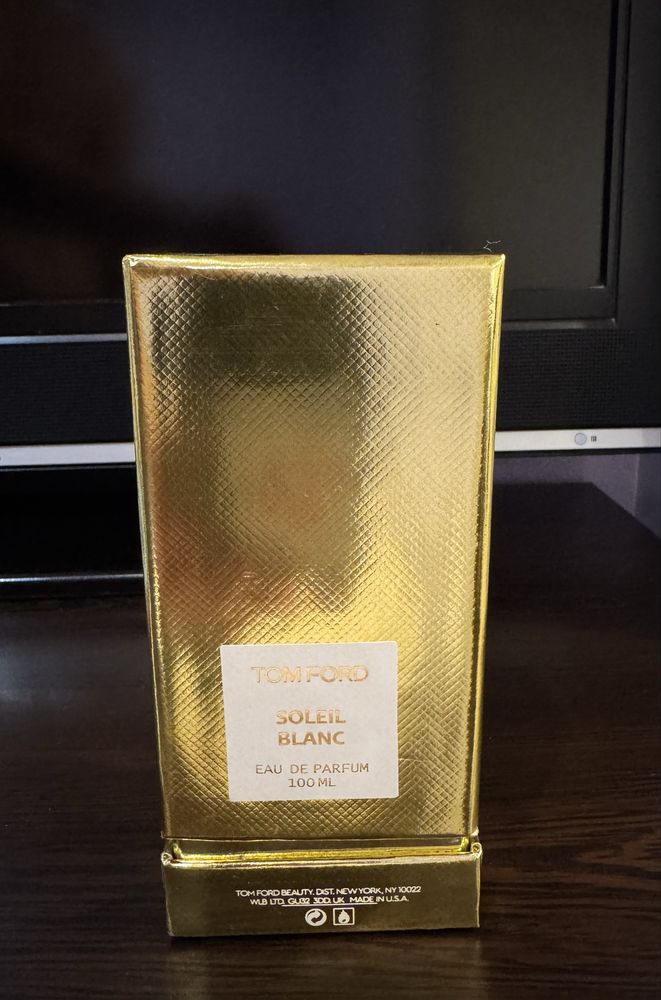 TOM FORD
SOLEIL
BLANC
EAU DE PARFUM
100 ML
TOM FORD BEAUTY. DIST. NEW YORK, NY 10022
WLB LTD, GU32 3DD. UK MADE IN U.S.A.